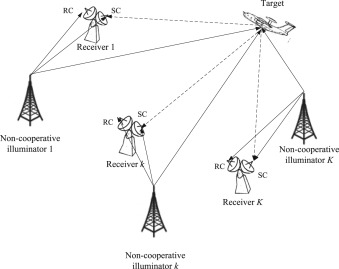 Target
RC
SC
Receiver 1
Non-cooperative
illuminator 1
RC
SC
Receiver k
Non-cooperative
illuminator K
RC
SC
Receiver K
Non-cooperative
illuminator k